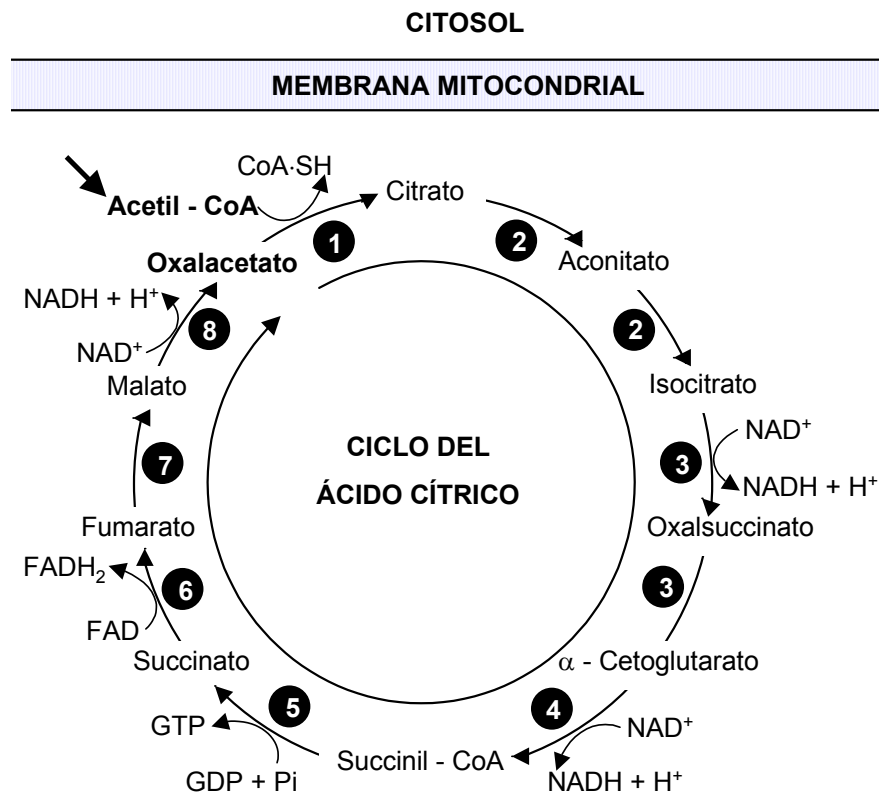 CITOSOL
MEMBRANA MITOCONDRIAL
CoA·SH
Citrato
Acetil - CoA
1
2
Oxalacetato
Aconitato
NADH + H⁺
8
2
NAD⁺
Malato
Isocitrato
CICLO DEL
ÁCIDO CÍTRICO
NAD⁺
7
3
NADH + H⁺
Fumarato
Oxalsuccinato
FADH₂
6
3
FAD
Succinato
α - Cetoglutarato
5
4
GTP
NAD⁺
Succinil - CoA
GDP + Pi
NADH + H⁺